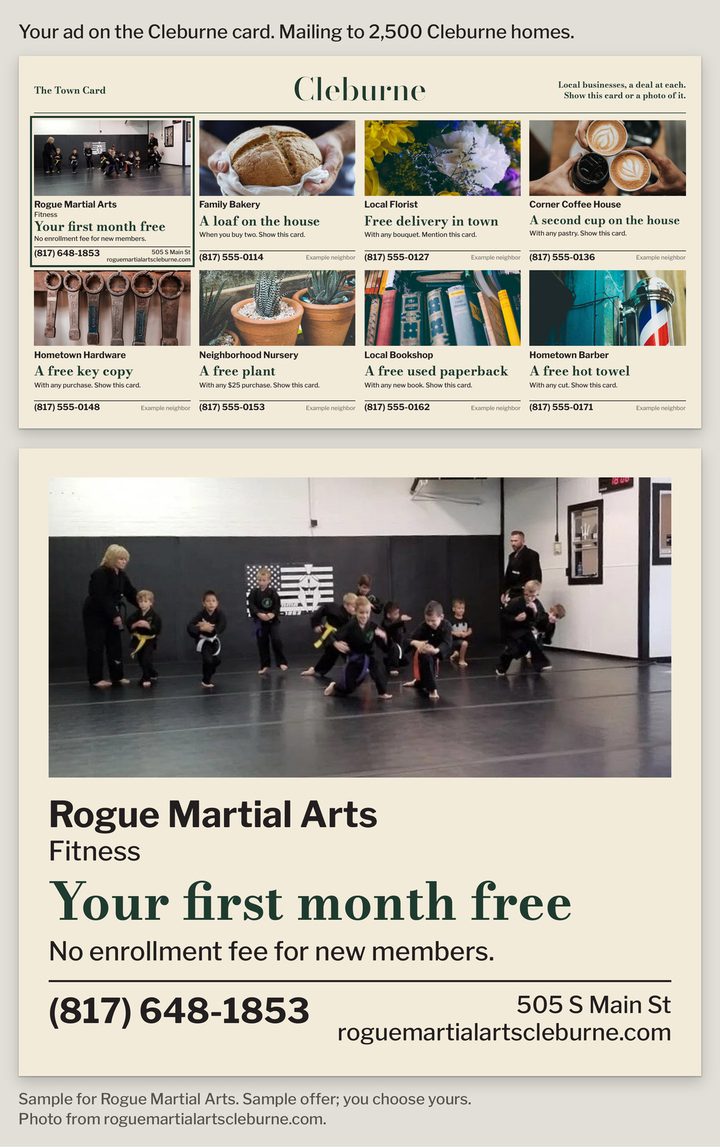 Your ad on the Cleburne card. Mailing to 2,500 Cleburne homes.
The Town Card
Cleburne
Local businesses, a deal at each.
Show this card or a photo of it.
Rogue Martial Arts
Fitness
Your first month free
No enrollment fee for new members.
(817) 648-1853
505 S Main St
roguemartialartscleburne.com
Family Bakery
A loaf on the house
When you buy two. Show this card.
(817) 555-0114
Example neighbor
Local Florist
Free delivery in town
With any bouquet. Mention this card.
(817) 555-0127
Example neighbor
Corner Coffee House
A second cup on the house
With any pastry. Show this card.
(817) 555-0136
Example neighbor
Hometown Hardware
A free key copy
With any purchase. Show this card.
(817) 555-0148
Example neighbor
Neighborhood Nursery
A free plant
With any $25 purchase. Show this card.
(817) 555-0153
Example neighbor
Local Bookshop
A free used paperback
With any new book. Show this card.
(817) 555-0162
Example neighbor
Hometown Barber
A free hot towel
With any cut. Show this card.
(817) 555-0171
Example neighbor
Rogue Martial Arts
Fitness
Your first month free
No enrollment fee for new members.
(817) 648-1853
505 S Main St
roguemartialartscleburne.com
Sample for Rogue Martial Arts. Sample offer; you choose yours.
Photo from roguemartialartscleburne.com.